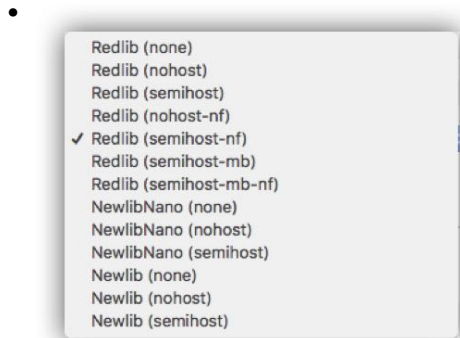 Redlib (none)
Redlib (nohost)
Redlib (semihost)
Redlib (nohost-nf)
✓ Redlib (semihost-nf)
Redlib (semihost-mb)
Redlib (semihost-mb-nf)
NewlibNano (none)
NewlibNano (nohost)
NewlibNano (semihost)
Newlib (none)
Newlib (nohost)
Newlib (semihost)